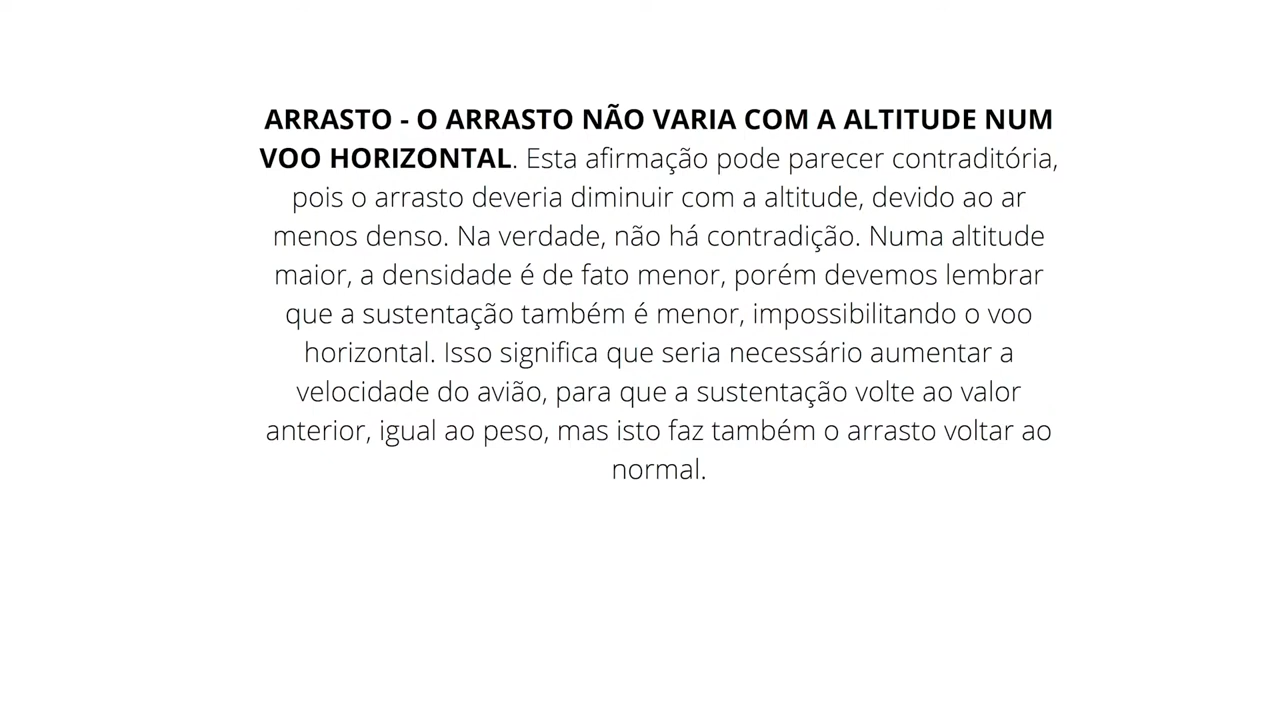 ARRASTO - O ARRASTO NÃO VARIA COM A ALTITUDE NUM
VOO HORIZONTAL. Esta afirmação pode parecer contraditória,
pois o arrasto deveria diminuir com a altitude, devido ao ar
menos denso. Na verdade, não há contradição. Numa altitude
maior, a densidade é de fato menor, porém devemos lembrar
que a sustentação também é menor, impossibilitando o voo
horizontal. Isso significa que seria necessário aumentar a
velocidade do avião, para que a sustentação volte ao valor
anterior, igual ao peso, mas isto faz também o arrasto voltar ao
normal.